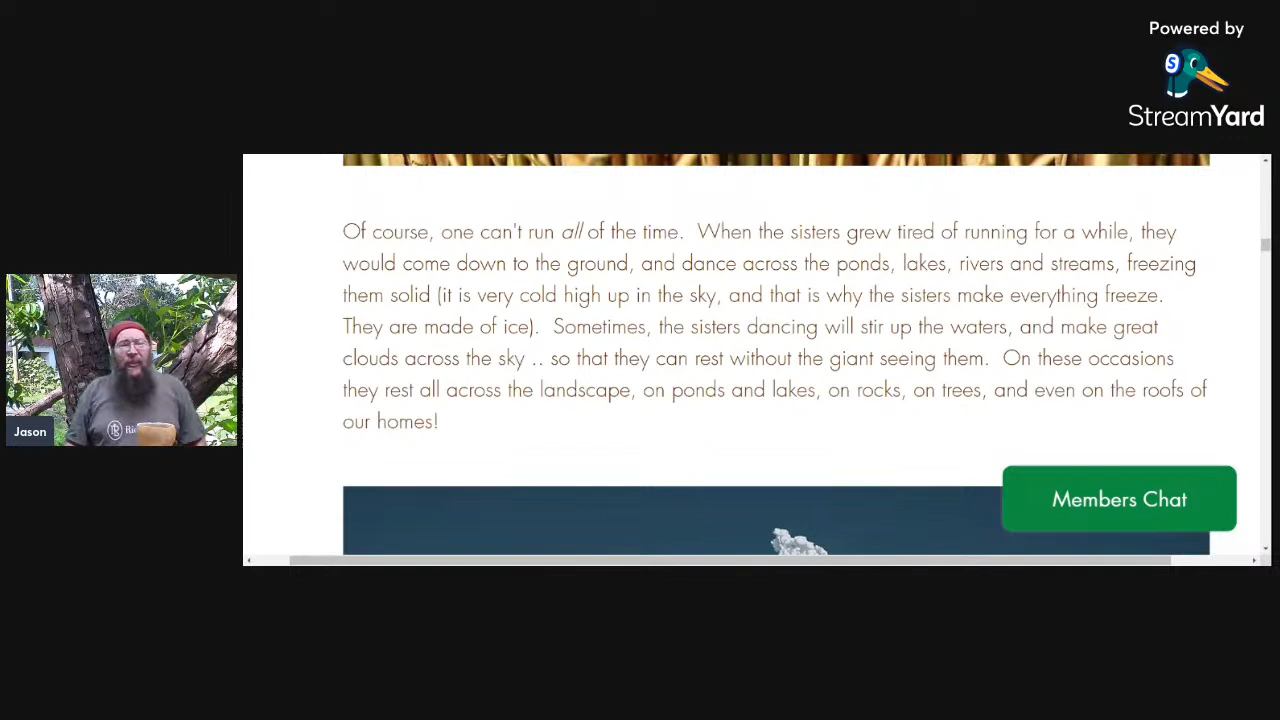 Powered by
StreamYard
Of course, one can't run all of the time.  When the sisters grew tired of running for a while, they
would come down to the ground, and dance across the ponds, lakes, rivers and streams, freezing
them solid (it is very cold high up in the sky, and that is why the sisters make everything freeze.
They are made of ice).  Sometimes, the sisters dancing will stir up the waters, and make great
clouds across the sky .. so that they can rest without the giant seeing them.  On these occasions
they rest all across the landscape, on ponds and lakes, on rocks, on trees, and even on the roofs of
our homes!
Jason
Members Chat